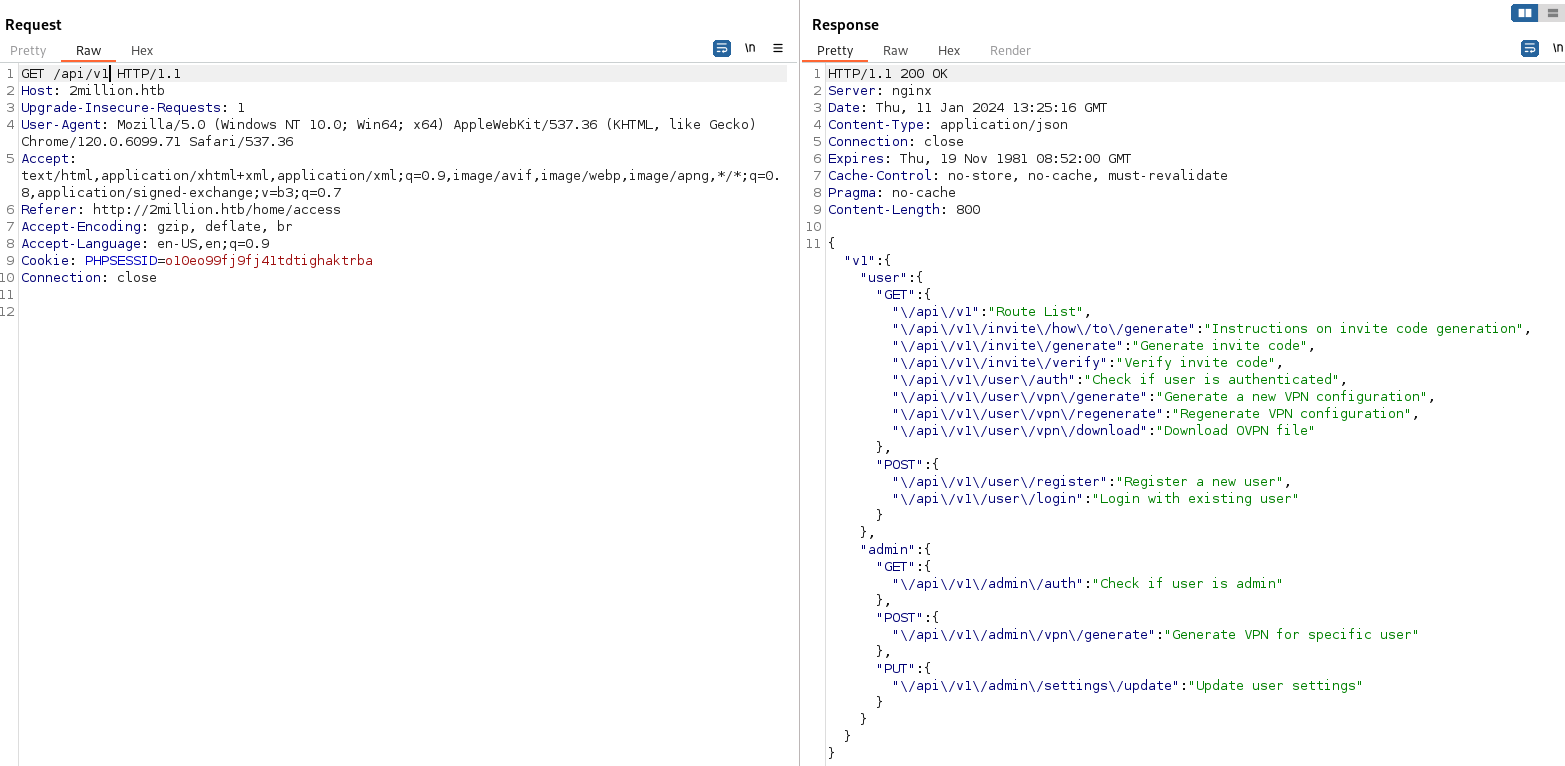 Request
Pretty Raw Hex
\n
1 GET /api/v1 HTTP/1.1
2 Host: 2million.htb
3 Upgrade-Insecure-Requests: 1
4 User-Agent: Mozilla/5.0 (Windows NT 10.0; Win64; x64) AppleWebKit/537.36 (KHTML, like Gecko)
Chrome/120.0.6099.71 Safari/537.36
5 Accept:
text/html,application/xhtml+xml,application/xml;q=0.9,image/avif,image/webp,image/apng,*/*;q=0.
8,application/signed-exchange;v=b3;q=0.7
6 Referer: http://2million.htb/home/access
7 Accept-Encoding: gzip, deflate, br
8 Accept-Language: en-US,en;q=0.9
9 Cookie: PHPSESSID=o10eo99fj9fj41tdtighaktrba
10 Connection: close
11
12
Response
Pretty Raw Hex Render
\n
1 HTTP/1.1 200 OK
2 Server: nginx
3 Date: Thu, 11 Jan 2024 13:25:16 GMT
4 Content-Type: application/json
5 Connection: close
6 Expires: Thu, 19 Nov 1981 08:52:00 GMT
7 Cache-Control: no-store, no-cache, must-revalidate
8 Pragma: no-cache
9 Content-Length: 800
10
11 {
"v1":{
"user":{
"GET":{
"\/api\/v1":"Route List",
"\/api\/v1\/invite\/how\/to\/generate":"Instructions on invite code generation",
"\/api\/v1\/invite\/generate":"Generate invite code",
"\/api\/v1\/invite\/verify":"Verify invite code",
"\/api\/v1\/user\/auth":"Check if user is authenticated",
"\/api\/v1\/user\/vpn\/generate":"Generate a new VPN configuration",
"\/api\/v1\/user\/vpn\/regenerate":"Regenerate VPN configuration",
"\/api\/v1\/user\/vpn\/download":"Download OVPN file"
},
"POST":{
"\/api\/v1\/user\/register":"Register a new user",
"\/api\/v1\/user\/login":"Login with existing user"
}
},
"admin":{
"GET":{
"\/api\/v1\/admin\/auth":"Check if user is admin"
},
"POST":{
"\/api\/v1\/admin\/vpn\/generate":"Generate VPN for specific user"
},
"PUT":{
"\/api\/v1\/admin\/settings\/update":"Update user settings"
}
}
}
}